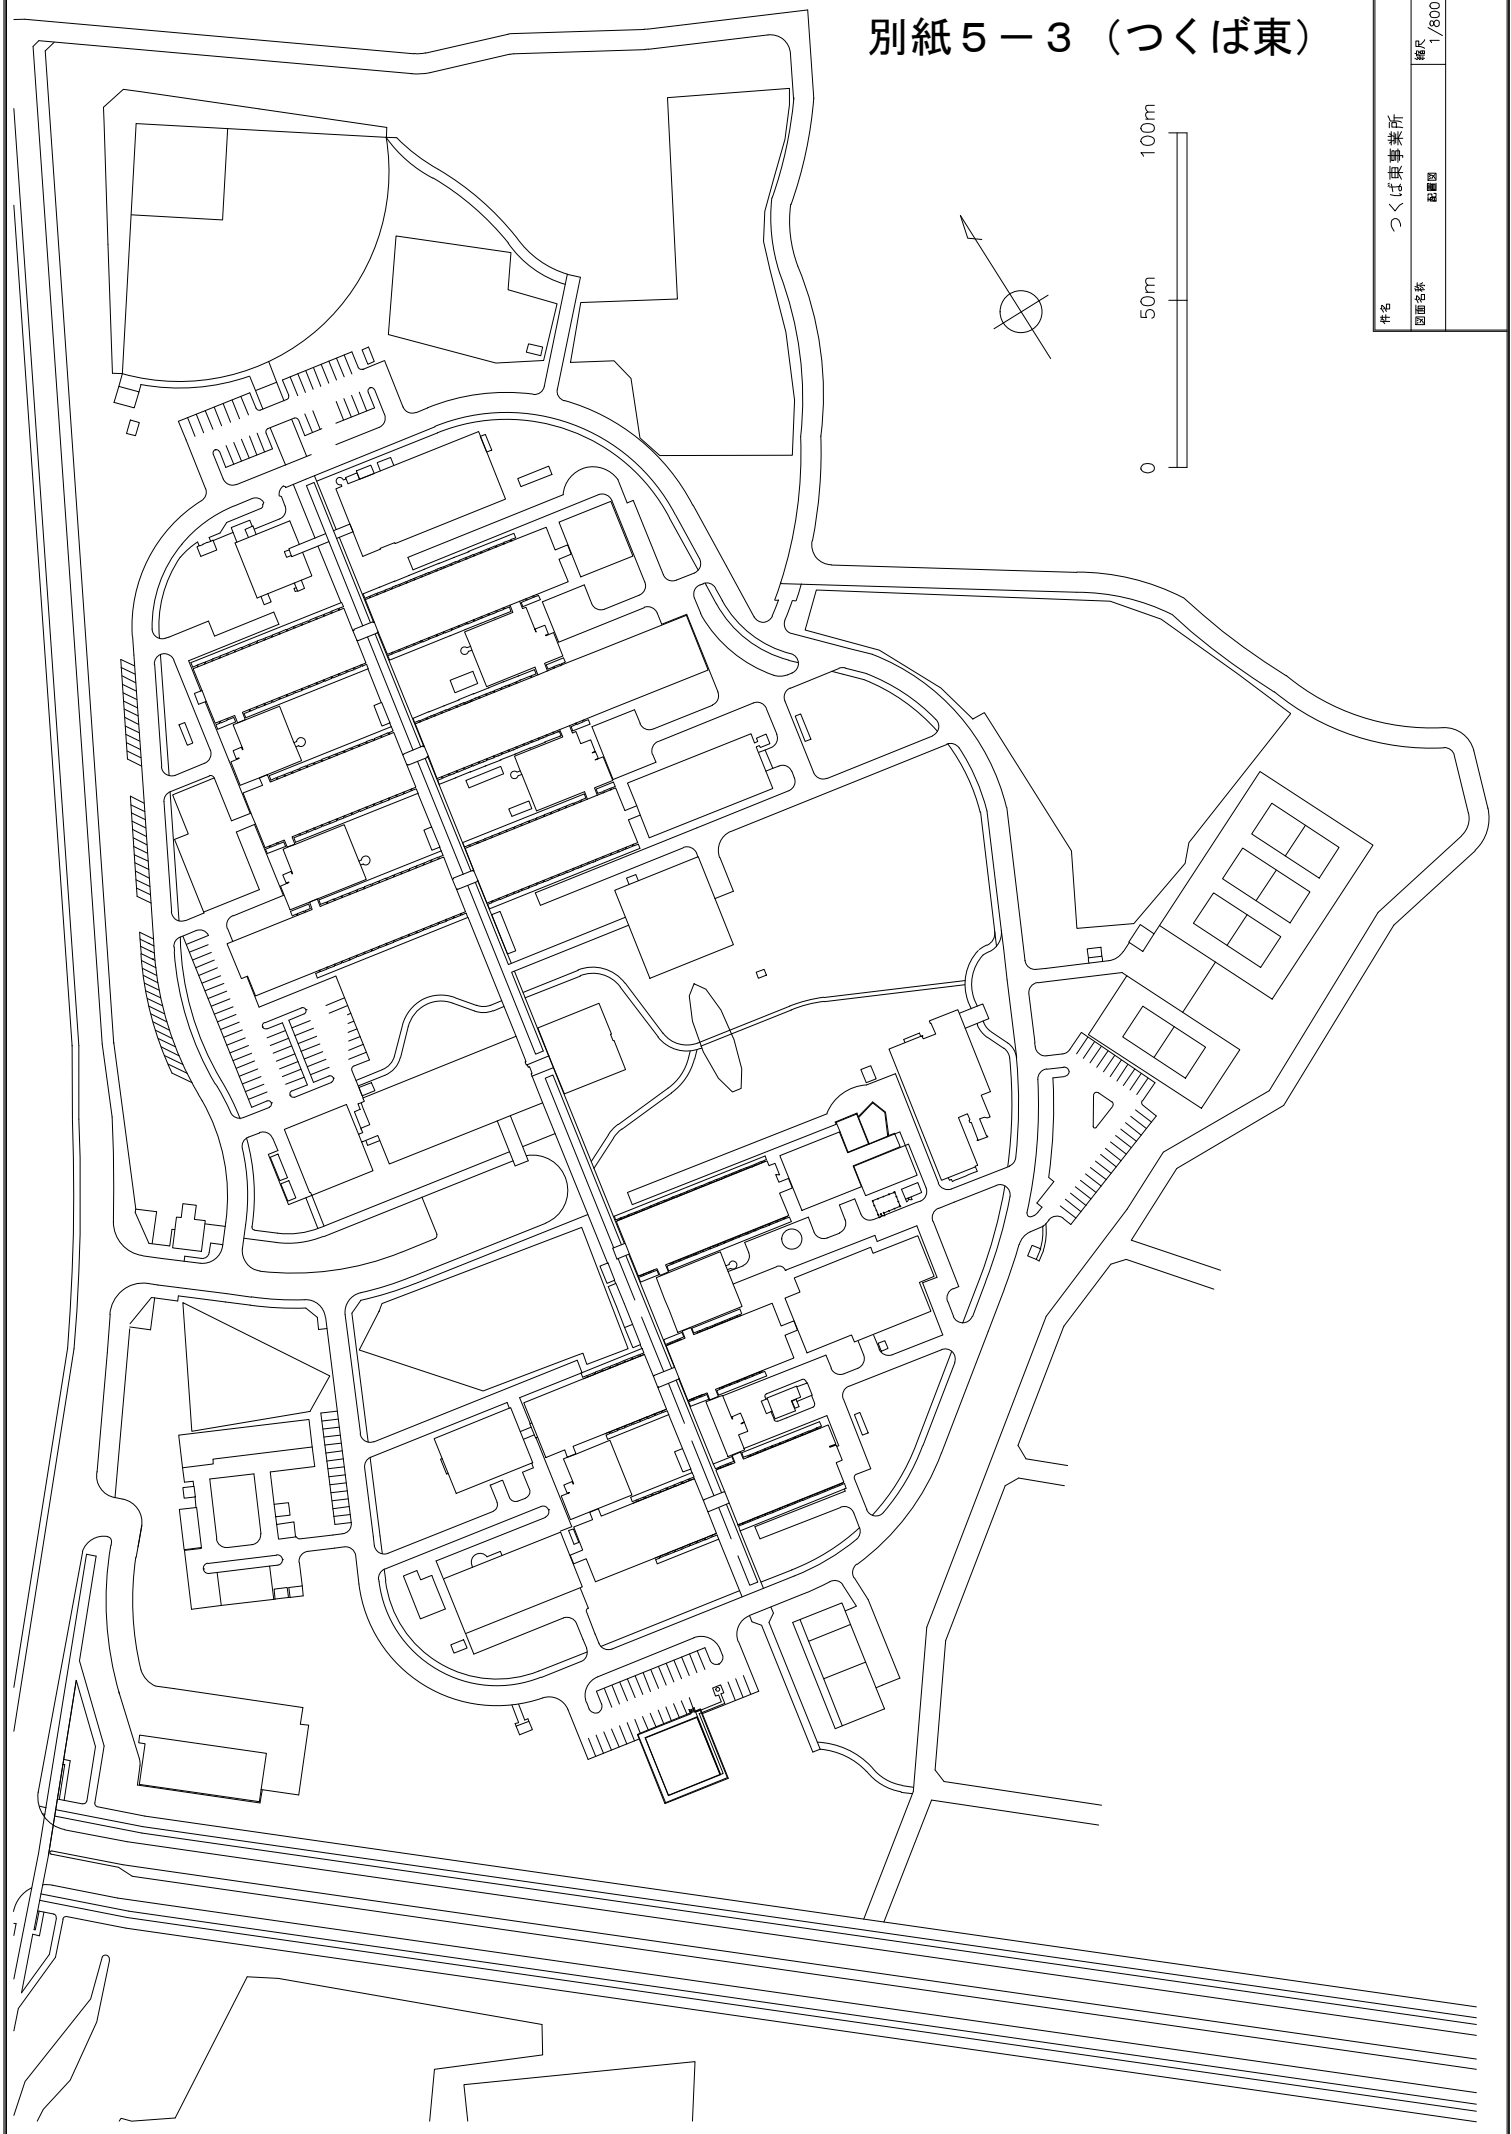 別紙５－３（つくば東）
100m
50m
0
件名 つくば東事業所
図面名称 配置図 縮尺 1/800